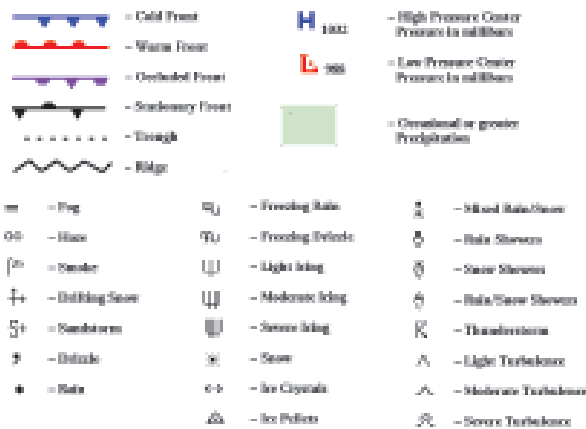 – Cold Front
– Warm Front
– Occluded Front
– Stationary Front
– Trough
– Ridge
H 1002
– High Pressure Center
Pressure in millibars
L 986
– Low Pressure Center
Pressure in millibars
– Greational or greater
Precipitation
– Fog
– Haze
– Smoke
– Drifting Snow
– Sandstorm
– Drizzle
– Rain
– Freezing Rain
– Freezing Drizzle
– Light Icing
– Moderate Icing
– Severe Icing
– Snow
– Ice Crystals
– Ice Pellets
– Mixed Rain/Snow
– Rain Showers
– Snow Showers
– Rain/Snow Showers
– Thunderstorm
– Light Turbulence
– Moderate Turbulence
– Severe Turbulence